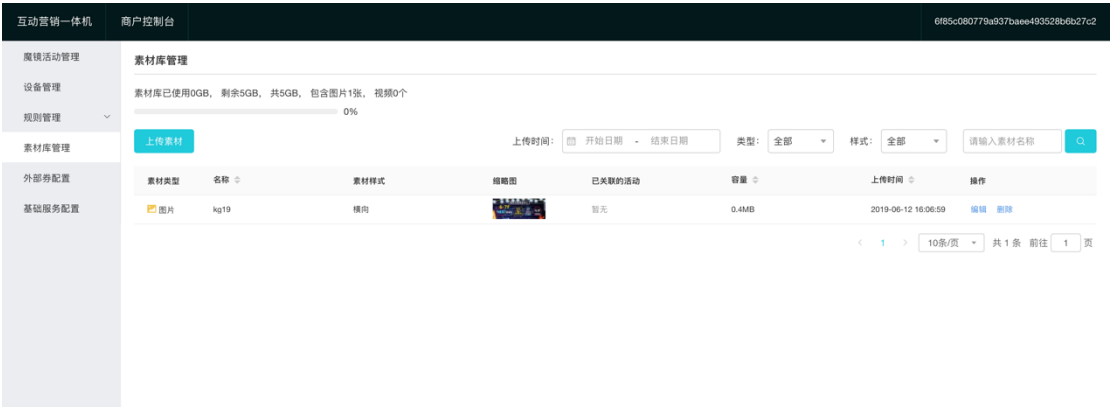 互动营销一体机 商户控制台 6f85c080779a937baee493528b6b27c2
魔镜活动管理
设备管理
规则管理
素材库管理
外部券配置
基础服务配置
素材库管理
素材库已使用0GB, 剩余5GB, 共5GB, 包含图片1张, 视频0个
0%
上传素材 上传时间: 开始日期 - 结束日期 类型: 全部 样式: 全部 请输入素材名称
素材类型 名称 素材样式 缩略图 已关联的活动 容量 上传时间 操作
图片 kg19 横向 暂无 0.4MB 2019-06-12 16:06:59 编辑 删除
< 1 > 10条/页 共 1 条 前往 1 页